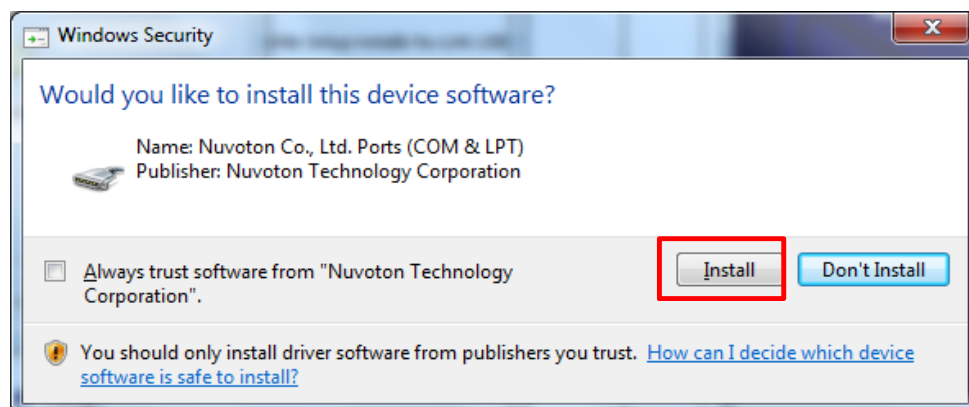 Windows Security
Would you like to install this device software?
Name: Nuvoton Co., Ltd. Ports (COM & LPT)
Publisher: Nuvoton Technology Corporation
Always trust software from "Nuvoton Technology
Corporation".
Install
Don't Install
You should only install driver software from publishers you trust. How can I decide which device
software is safe to install?